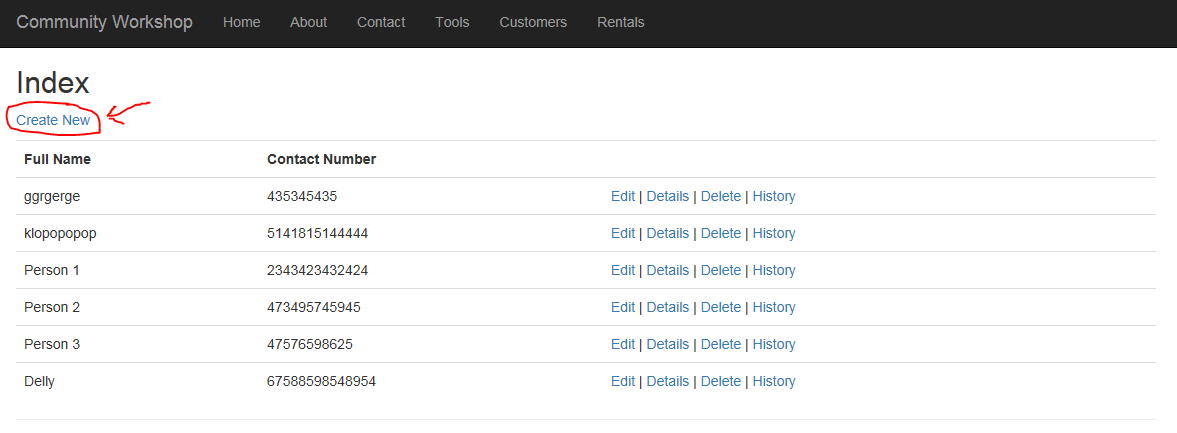 Community Workshop Home About Contact Tools Customers Rentals
Index
Create New
Full Name Contact Number
ggrgerge 435345435 Edit | Details | Delete | History
klopopopop 5141815144444 Edit | Details | Delete | History
Person 1 2343423432424 Edit | Details | Delete | History
Person 2 473495745945 Edit | Details | Delete | History
Person 3 47576598625 Edit | Details | Delete | History
Delly 67588598548954 Edit | Details | Delete | History